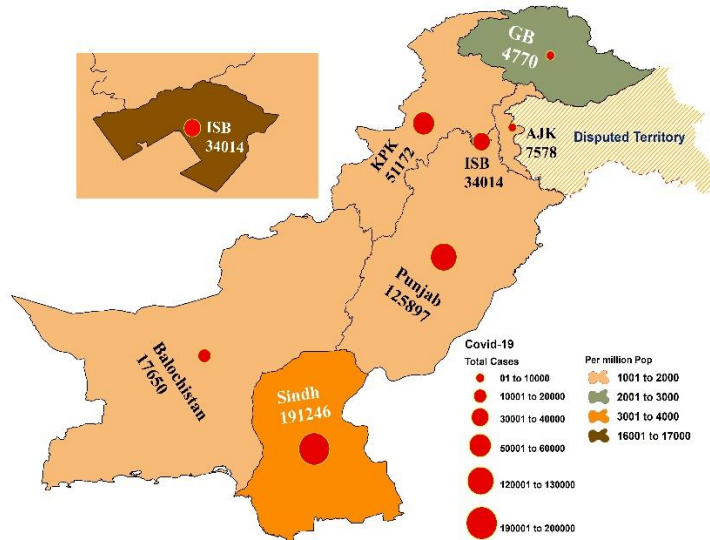 GB
4770
ISB
34014
AJK
7578
Disputed Territory
KPK
51172
ISB
34014
Punjab
125897
Balochistan
17650
Sindh
191246
Covid-19
Total Cases
01 to 10000
10001 to 20000
30001 to 40000
50001 to 60000
120001 to 130000
190001 to 200000
Per million Pop
1001 to 2000
2001 to 3000
3001 to 4000
16001 to 17000